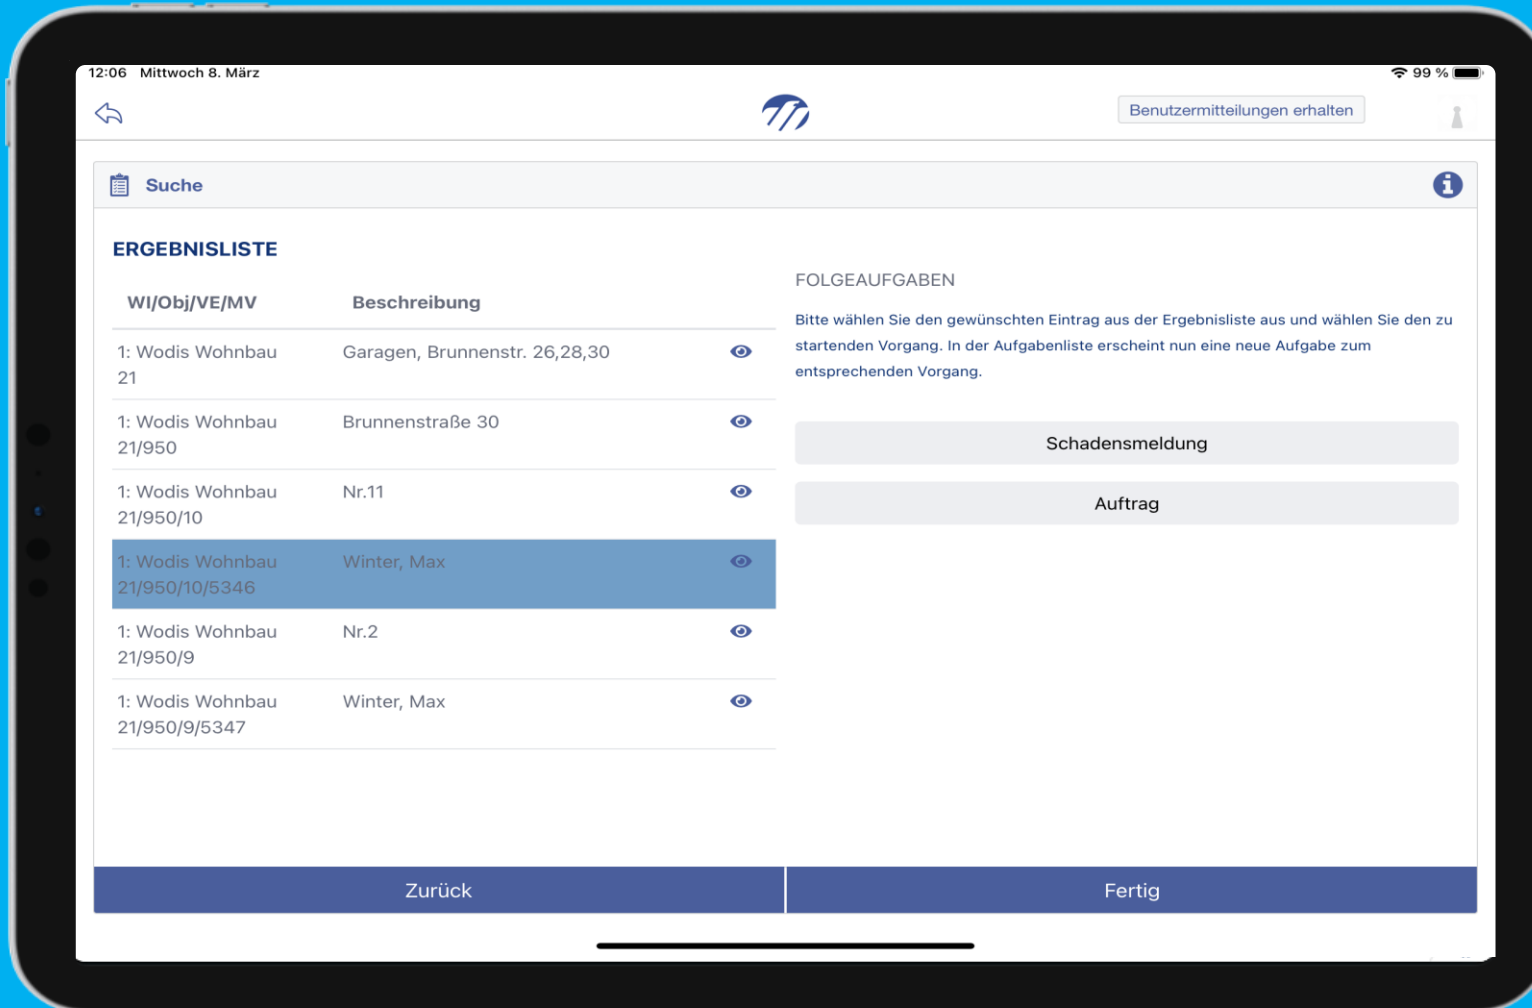 12:06 Mittwoch 8. März
99 %
Benutzermitteilungen erhalten
Suche
ERGEBNISLISTE
WI/Obj/VE/MV Beschreibung
1: Wodis Wohnbau Garagen, Brunnenstr. 26,28,30
21
1: Wodis Wohnbau Brunnenstraße 30
21/950
1: Wodis Wohnbau Nr.11
21/950/10
1: Wodis Wohnbau Winter, Max
21/950/10/5346
1: Wodis Wohnbau Nr.2
21/950/9
1: Wodis Wohnbau Winter, Max
21/950/9/5347
FOLGEAUFGABEN
Bitte wählen Sie den gewünschten Eintrag aus der Ergebnisliste aus und wählen Sie den zu
startenden Vorgang. In der Aufgabenliste erscheint nun eine neue Aufgabe zum
entsprechenden Vorgang.
Schadensmeldung
Auftrag
Zurück
Fertig